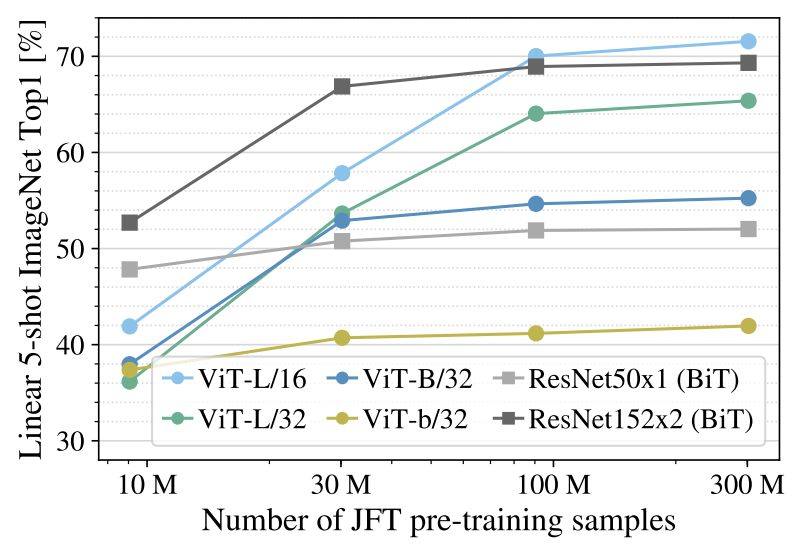 Linear 5-shot ImageNet Top1 [%]
70
60
50
40
30
ViT-L/16 ViT-B/32 ResNet50x1 (BiT)
ViT-L/32 ViT-b/32 ResNet152x2 (BiT)
10 M 30 M 100 M 300 M
Number of JFT pre-training samples